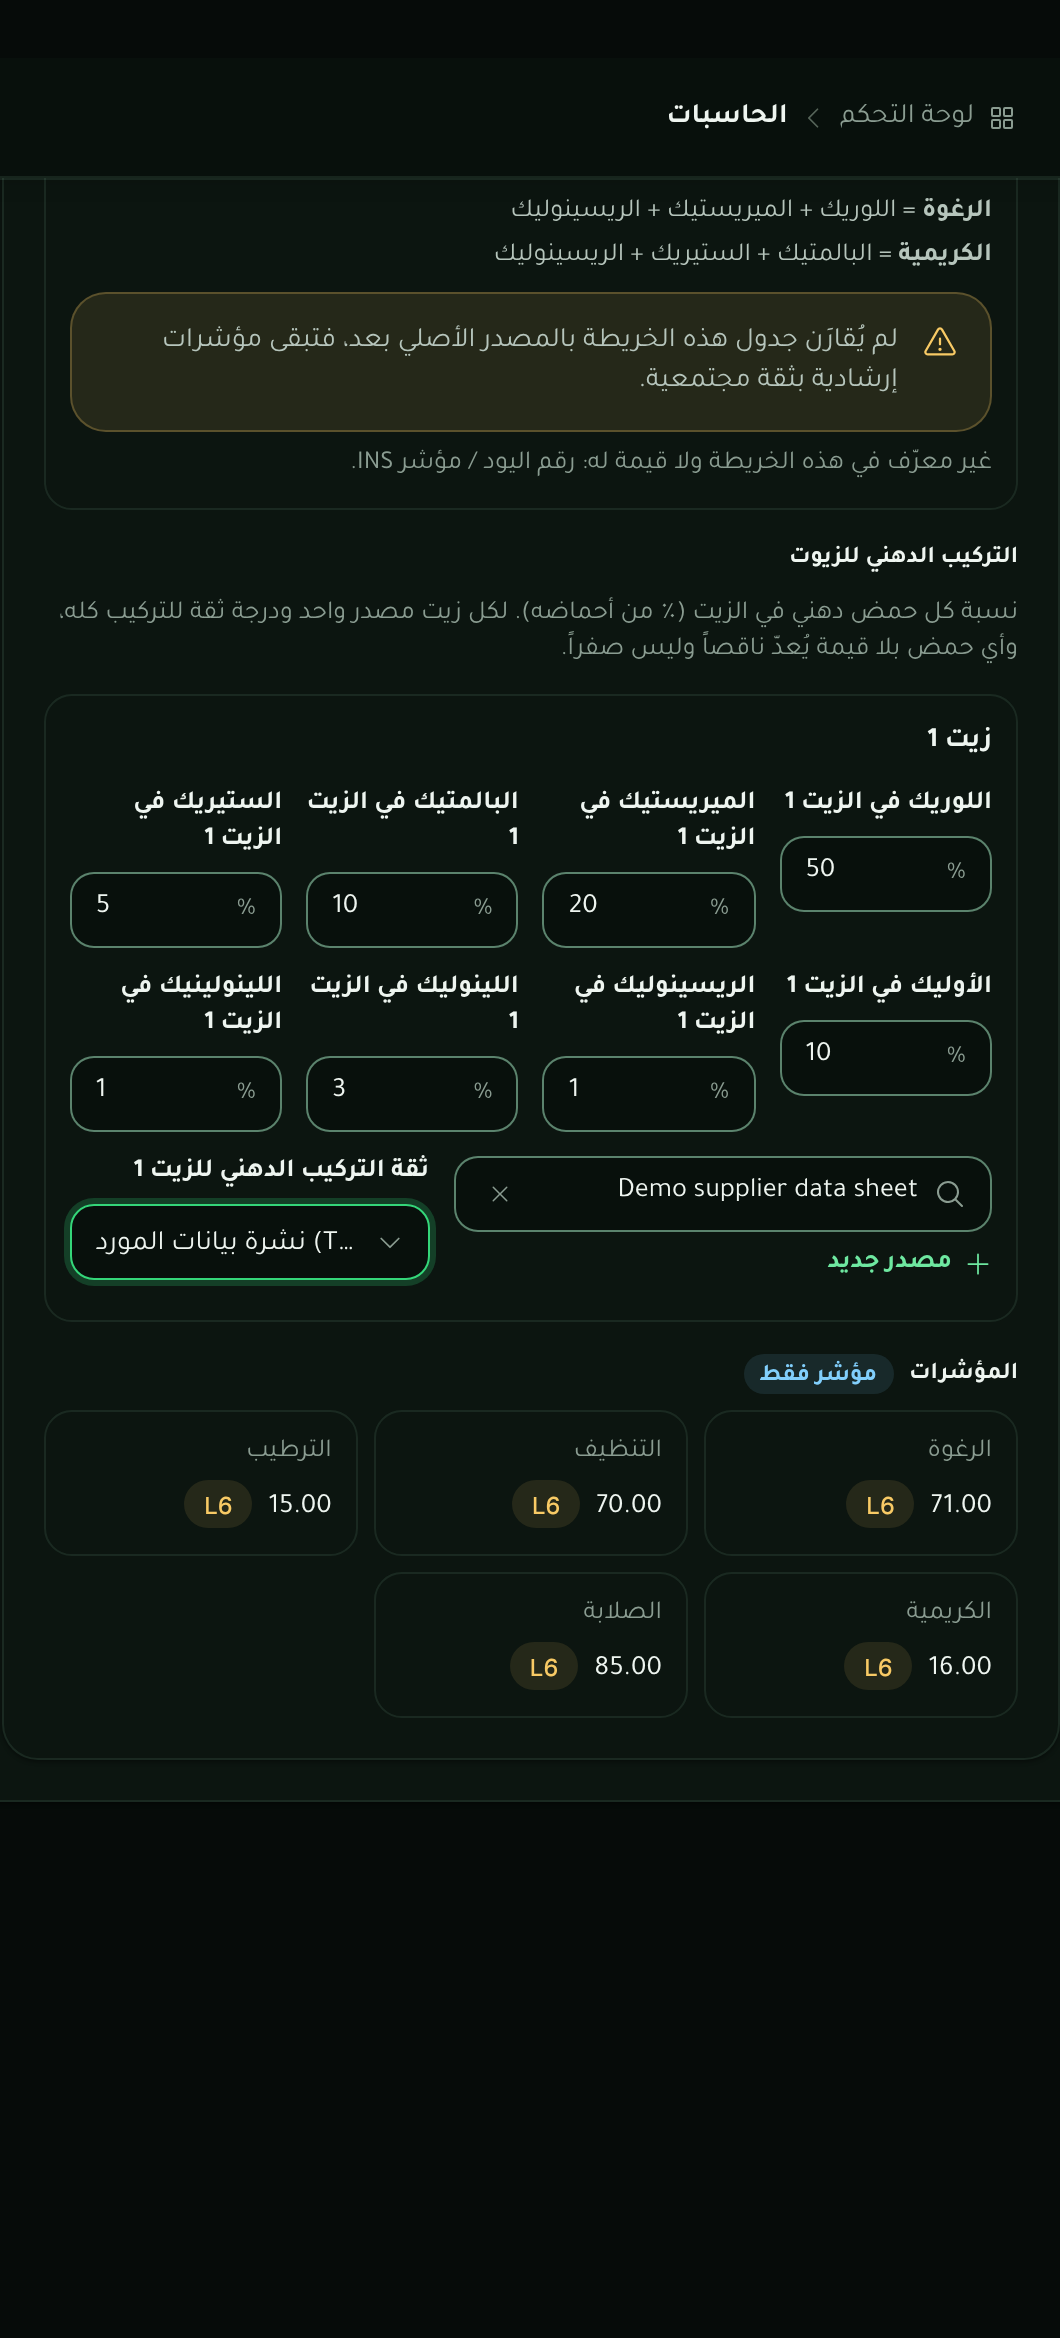 لوحة التحكم
الحاسبات
الرغوة = اللوريك + الميريستيك + الريسينوليك
الكريمية = البالمتيك + الستيريك + الريسينوليك
لم يُقارَن جدول هذه الخريطة بالمصدر الأصلي بعد، فتبقى مؤشرات
إرشادية بثقة مجتمعية.
غير معرّف في هذه الخريطة ولا قيمة له: رقم اليود / مؤشر INS.
التركيب الدهني للزيوت
نسبة كل حمض دهني في الزيت (٪ من أحماضه). لكل زيت مصدر واحد ودرجة ثقة للتركيب كله،
وأي حمض بلا قيمة يُعدّ ناقصاً وليس صفراً.
زيت 1
اللوريك في الزيت 1
50 %
الميريستيك في
الزيت 1
20 %
البالمتيك في الزيت
1
10 %
الستيريك في
الزيت 1
5 %
الأوليك في الزيت 1
10 %
الريسينوليك في
الزيت 1
1 %
اللينوليك في الزيت
1
3 %
اللينولينيك في
الزيت 1
1 %
Demo supplier data sheet
مصدر جديد
ثقة التركيب الدهني للزيت 1
نشرة بيانات المورد (T...
المؤشرات
مؤشر فقط
الرغوة
71.00 L6
التنظيف
70.00 L6
الترطيب
15.00 L6
الكريمية
16.00 L6
الصلابة
85.00 L6